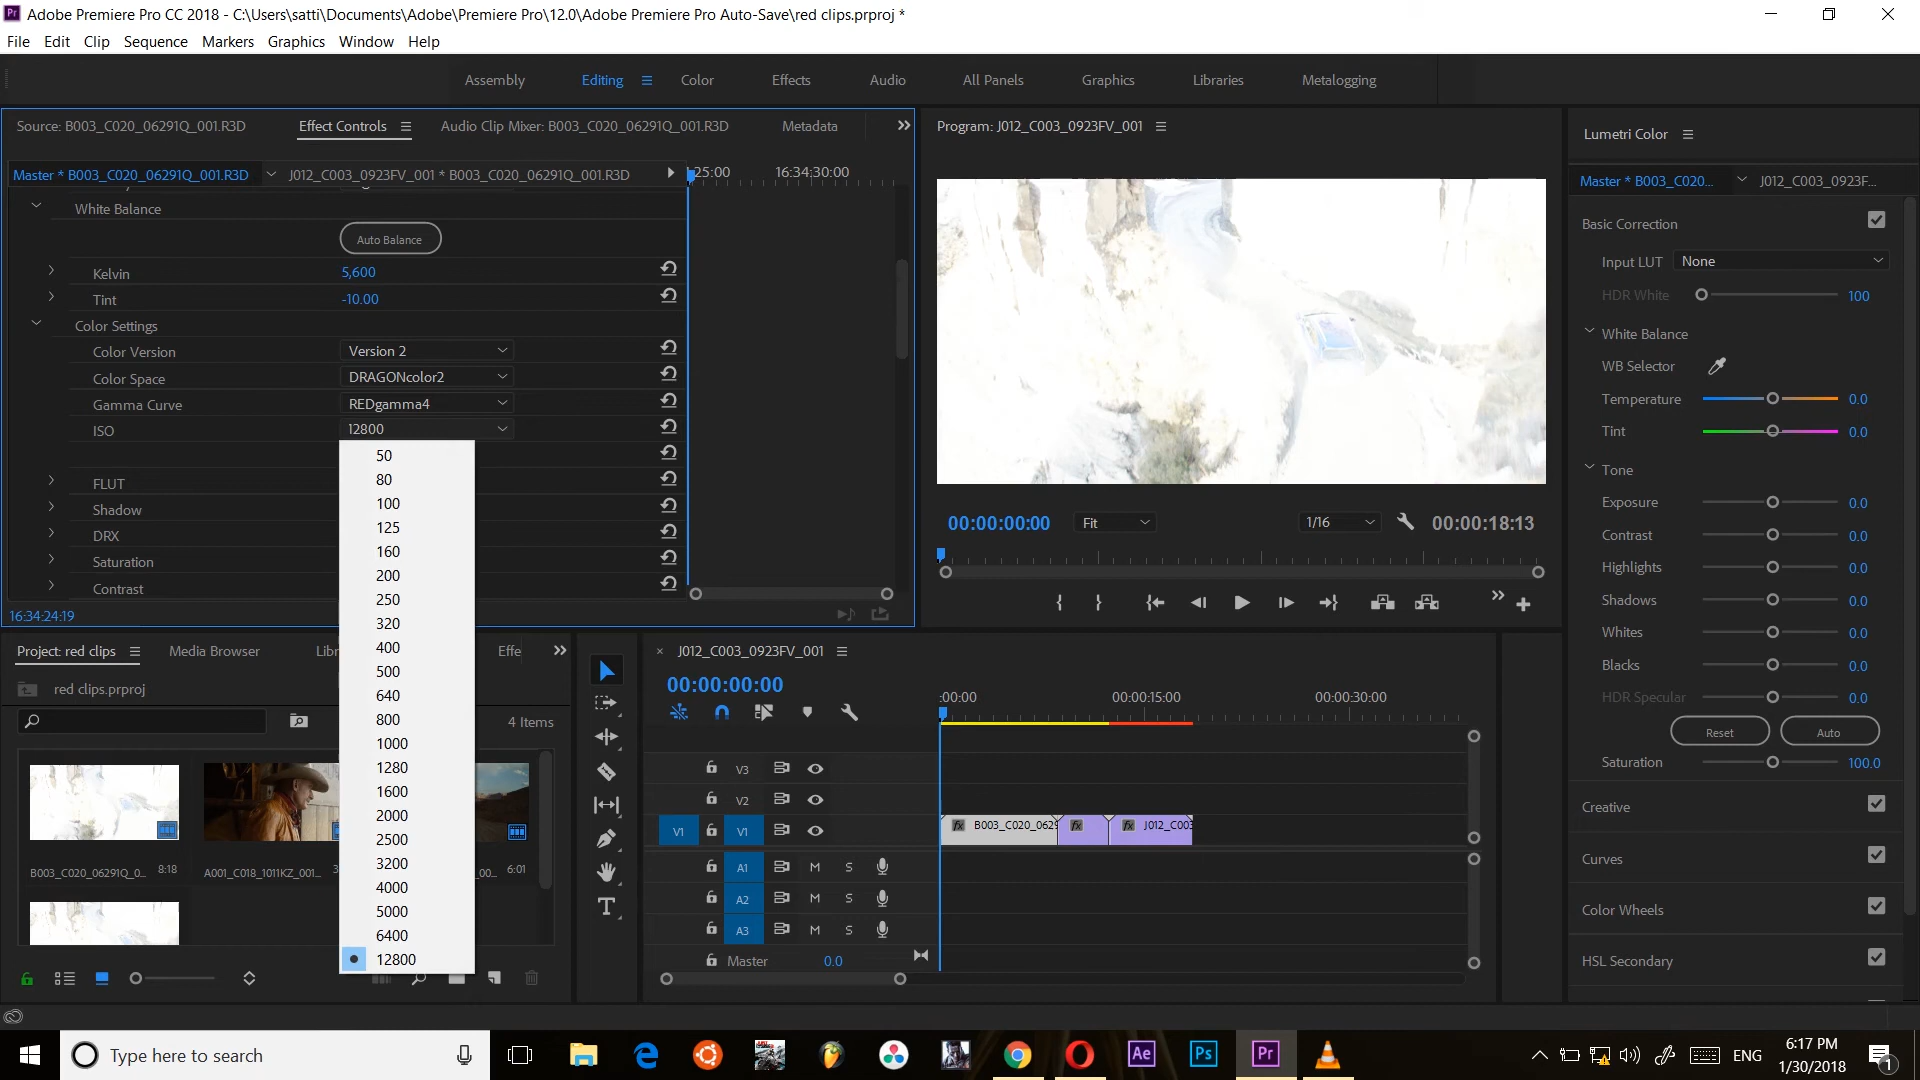 Adobe Premiere Pro CC 2018 - C:\Users\satti\Documents\Adobe\Premiere Pro\12.0\Adobe Premiere Pro Auto-Save\red clips.prproj *
File Edit Clip Sequence Markers Graphics Window Help
Assembly Editing Color Effects Audio All Panels Graphics Libraries Metalogging
Source: B003_C020_06291Q_001.R3D Effect Controls Audio Clip Mixer: B003_C020_06291Q_001.R3D Metadata
Master * B003_C020_06291Q_001.R3D J012_C003_0923FV_001 * B003_C020_06291Q_001.R3D
:25:00 16:34:30:00
White Balance
Auto Balance
Kelvin 5,600
Tint -10.00
Color Settings
Color Version Version 2
Color Space DRAGONcolor2
Gamma Curve REDgamma4
ISO 12800
FLUT
Shadow
DRX
Saturation
Contrast
16:34:24:19
50
80
100
125
160
200
250
320
400
500
640
800
1000
1280
1600
2000
2500
3200
4000
5000
6400
12800
Program: J012_C003_0923FV_001
00:00:00:00 Fit 1/16 00:00:18:13
Lumetri Color
Master * B003_C020... J012_C003_0923F...
Basic Correction
Input LUT None
HDR White 100
White Balance
WB Selector
Temperature 0.0
Tint 0.0
Tone
Exposure 0.0
Contrast 0.0
Highlights 0.0
Shadows 0.0
Whites 0.0
Blacks 0.0
HDR Specular 0.0
Reset Auto
Saturation 100.0
Creative
Curves
Color Wheels
HSL Secondary
Project: red clips Media Browser Libr Effe
red clips.prproj
4 Items
B003_C020_06291Q_0... 8:18 A001_C018_1011KZ_001... 6:01
J012_C003_0923FV_001
00:00:00:00
:00:00 00:00:15:00 00:00:30:00
V3
V2
V1 V1 fx B003_C020_0629 fx fx J012_C003
A1 M S
A2 M S
A3 M S
Master 0.0
Type here to search Ae Ps Pr ENG 6:17 PM
1/30/2018 1